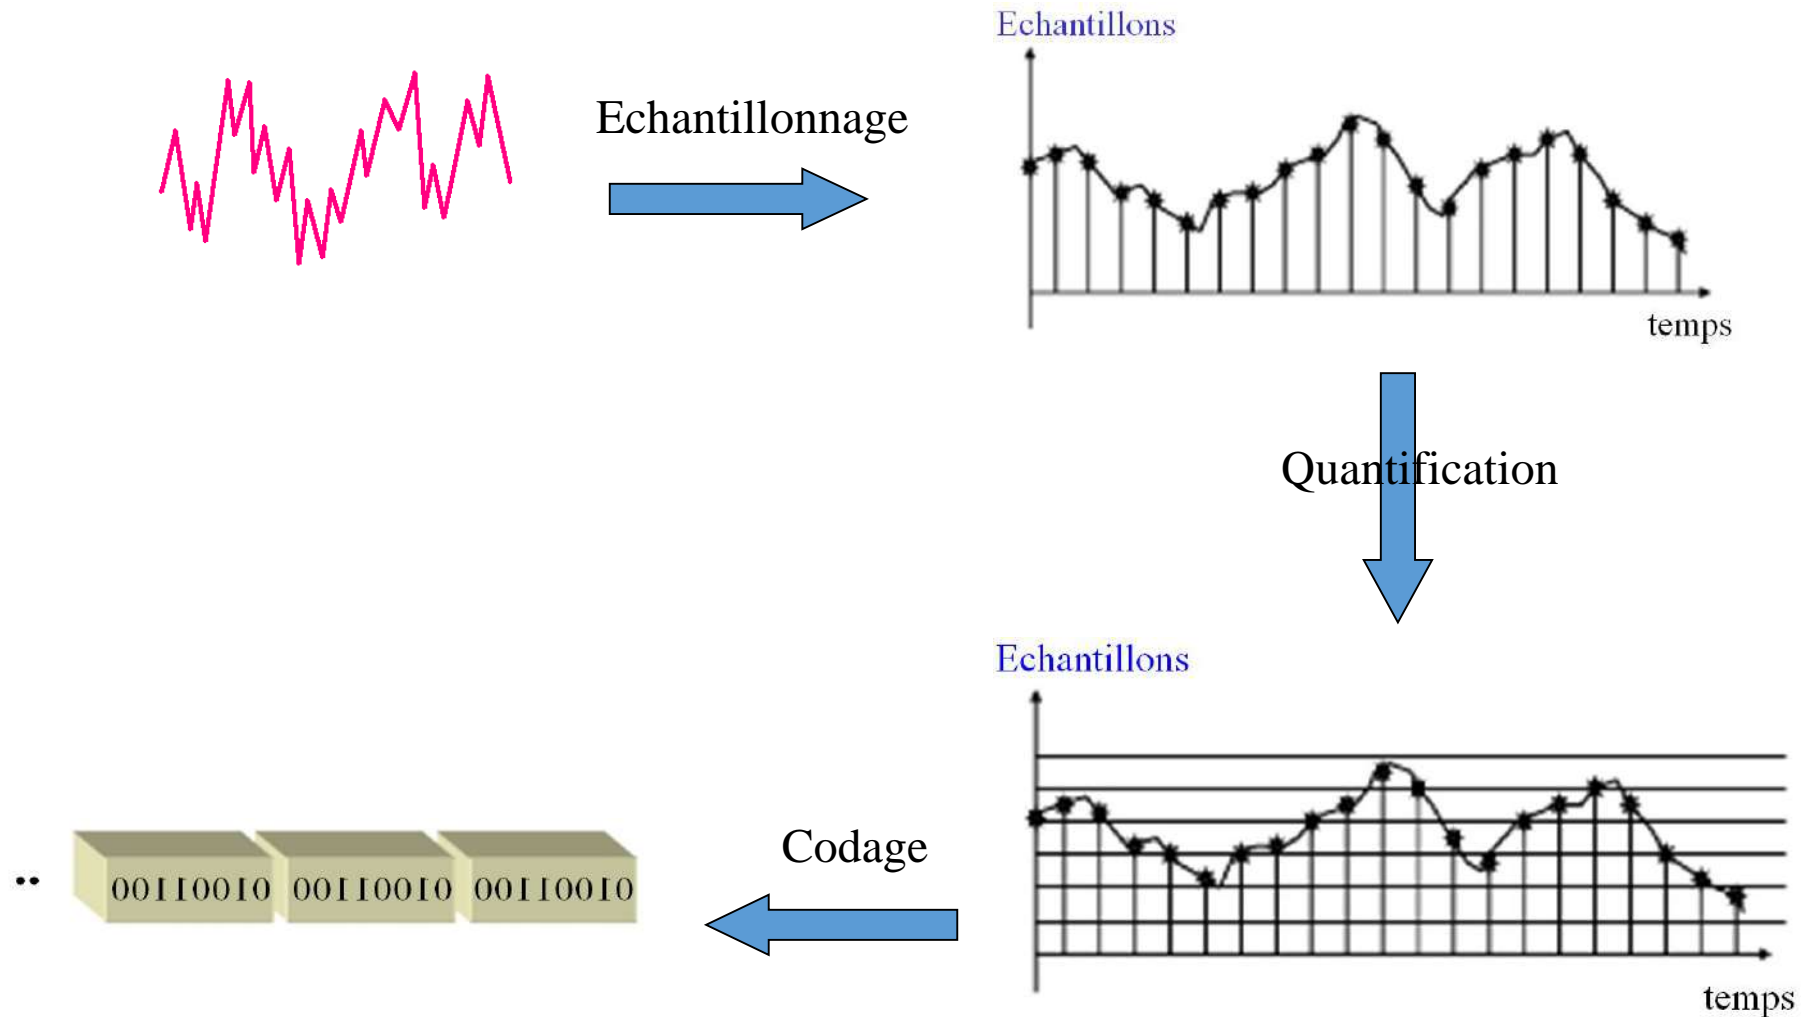 Echantillons
Echantillonnage
temps
Quantification
Echantillons
Codage
.. 00110010 00110010 00110010
temps